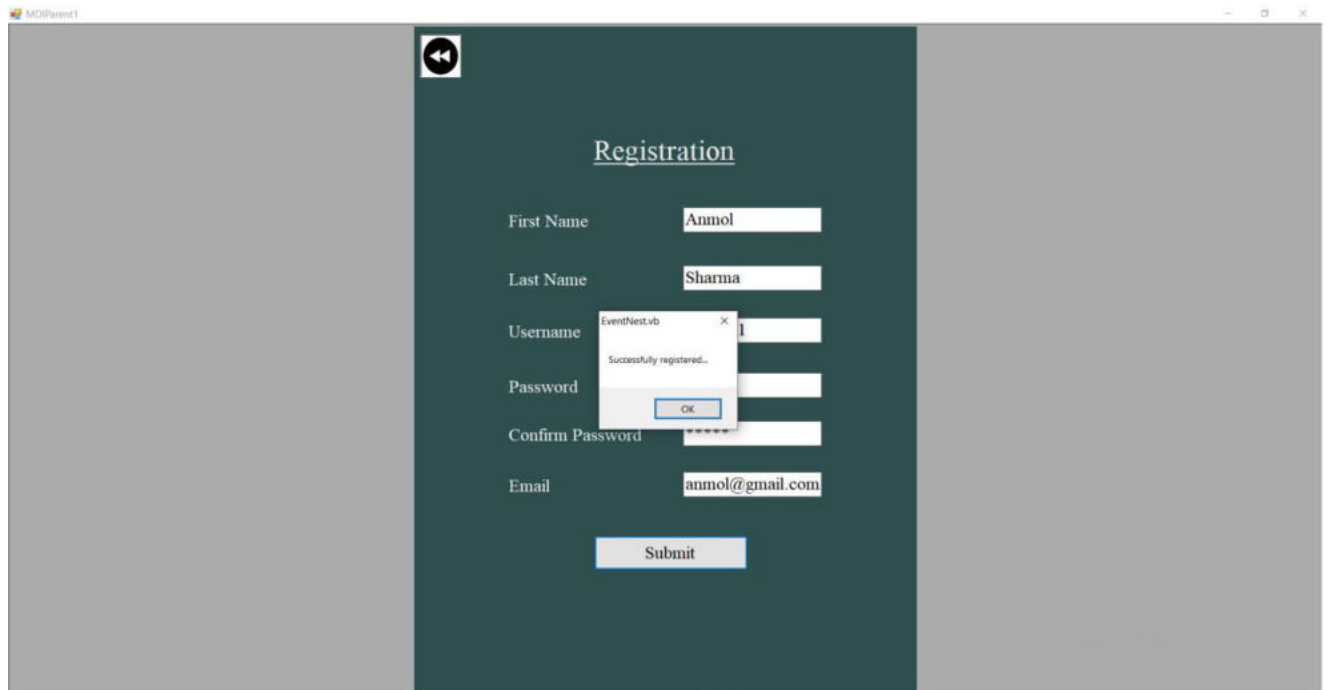 MDIParent1
Registration
First Name Anmol
Last Name Sharma
EventNest.vb
Username
Successfully registered...
Password
OK
Confirm Password *****
Email anmol@gmail.com
Submit